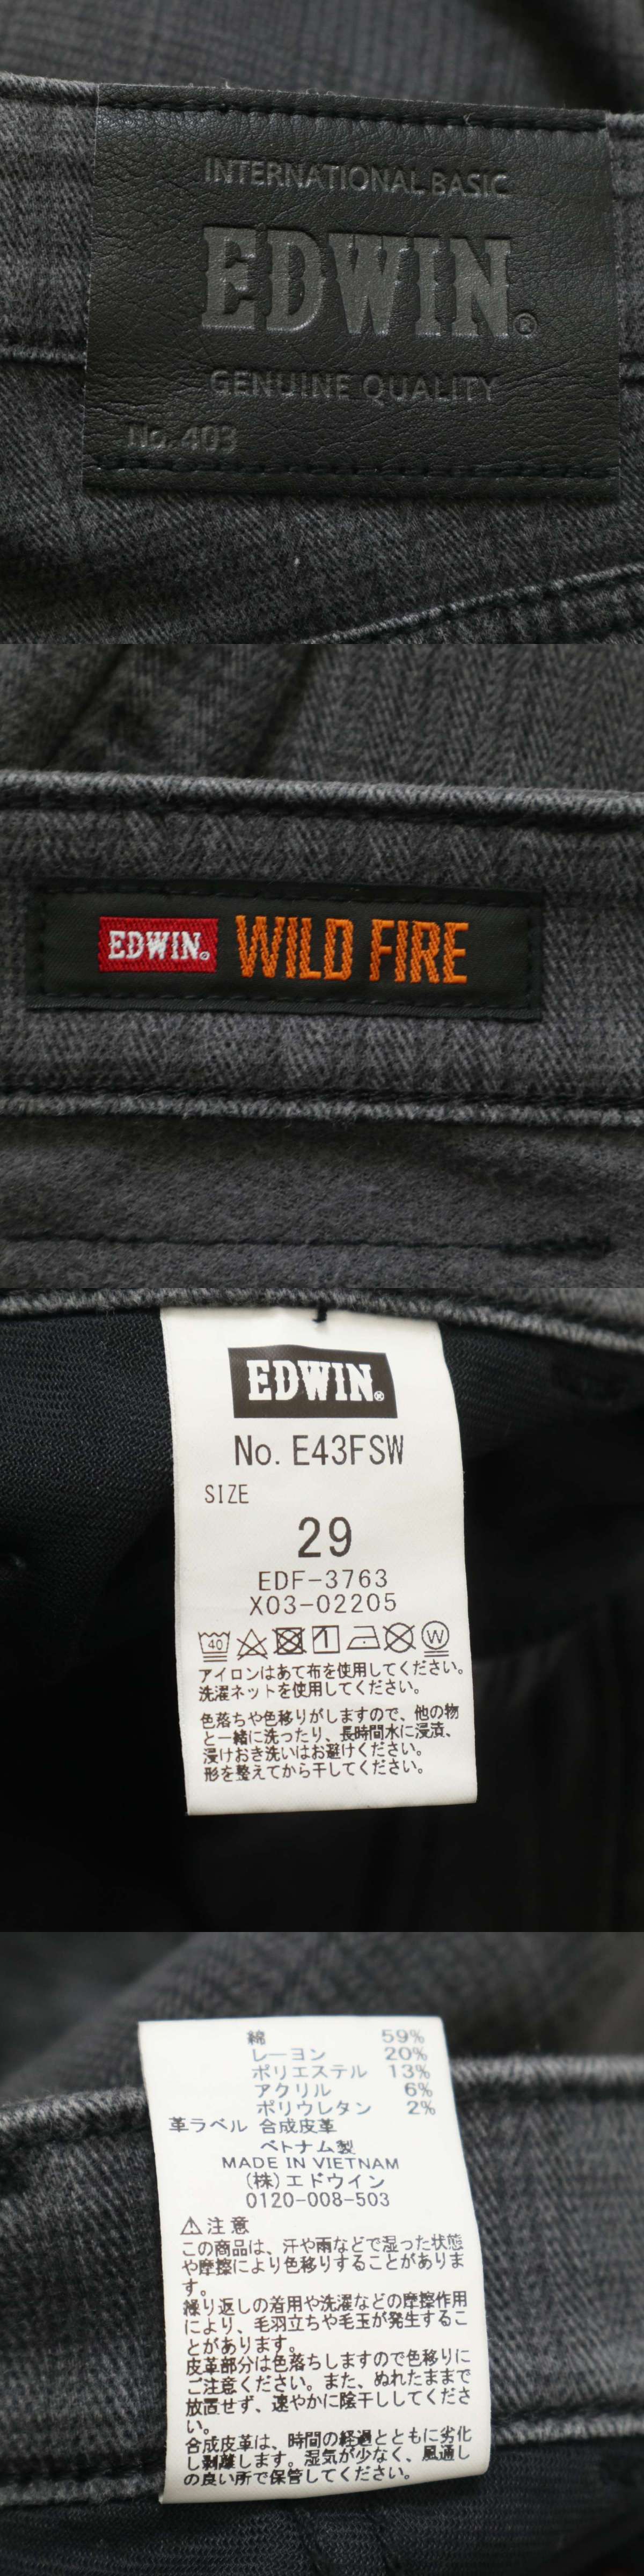 INTERNATIONAL BASIC
EDWIN®
GENUINE QUALITY
No. 403
EDWIN® WILD FIRE
EDWIN®
No. E43FSW
SIZE
29
EDF-3763
X03-02205
40 1 W
アイロンはあて布を使用してください。
洗濯ネットを使用してください。
色落ちや色移りがしますので、他の物
と一緒に洗ったり、長時間水に浸漬、
浸けおき洗いはお避けください。
形を整えてから干してください。
綿 59%
レーヨン 20%
ポリエステル 13%
アクリル 6%
ポリウレタン 2%
革ラベル 合成皮革
ベトナム製
MADE IN VIETNAM
(株)エドウイン
0120-008-503
⚠注意
この商品は、汗や雨などで湿った状態
や摩擦により色移りすることがありま
す。
繰り返しの着用や洗濯などの摩擦作用
により、毛羽立ちや毛玉が発生するこ
とがあります。
皮革部分は色落ちしますので色移りに
ご注意ください。また、ぬれたままで
放置せず、速やかに陰干ししてくださ
い。
合成皮革は、時間の経過とともに劣化
し剥離します。湿気が少なく、風通し
の良い所で保管してください。